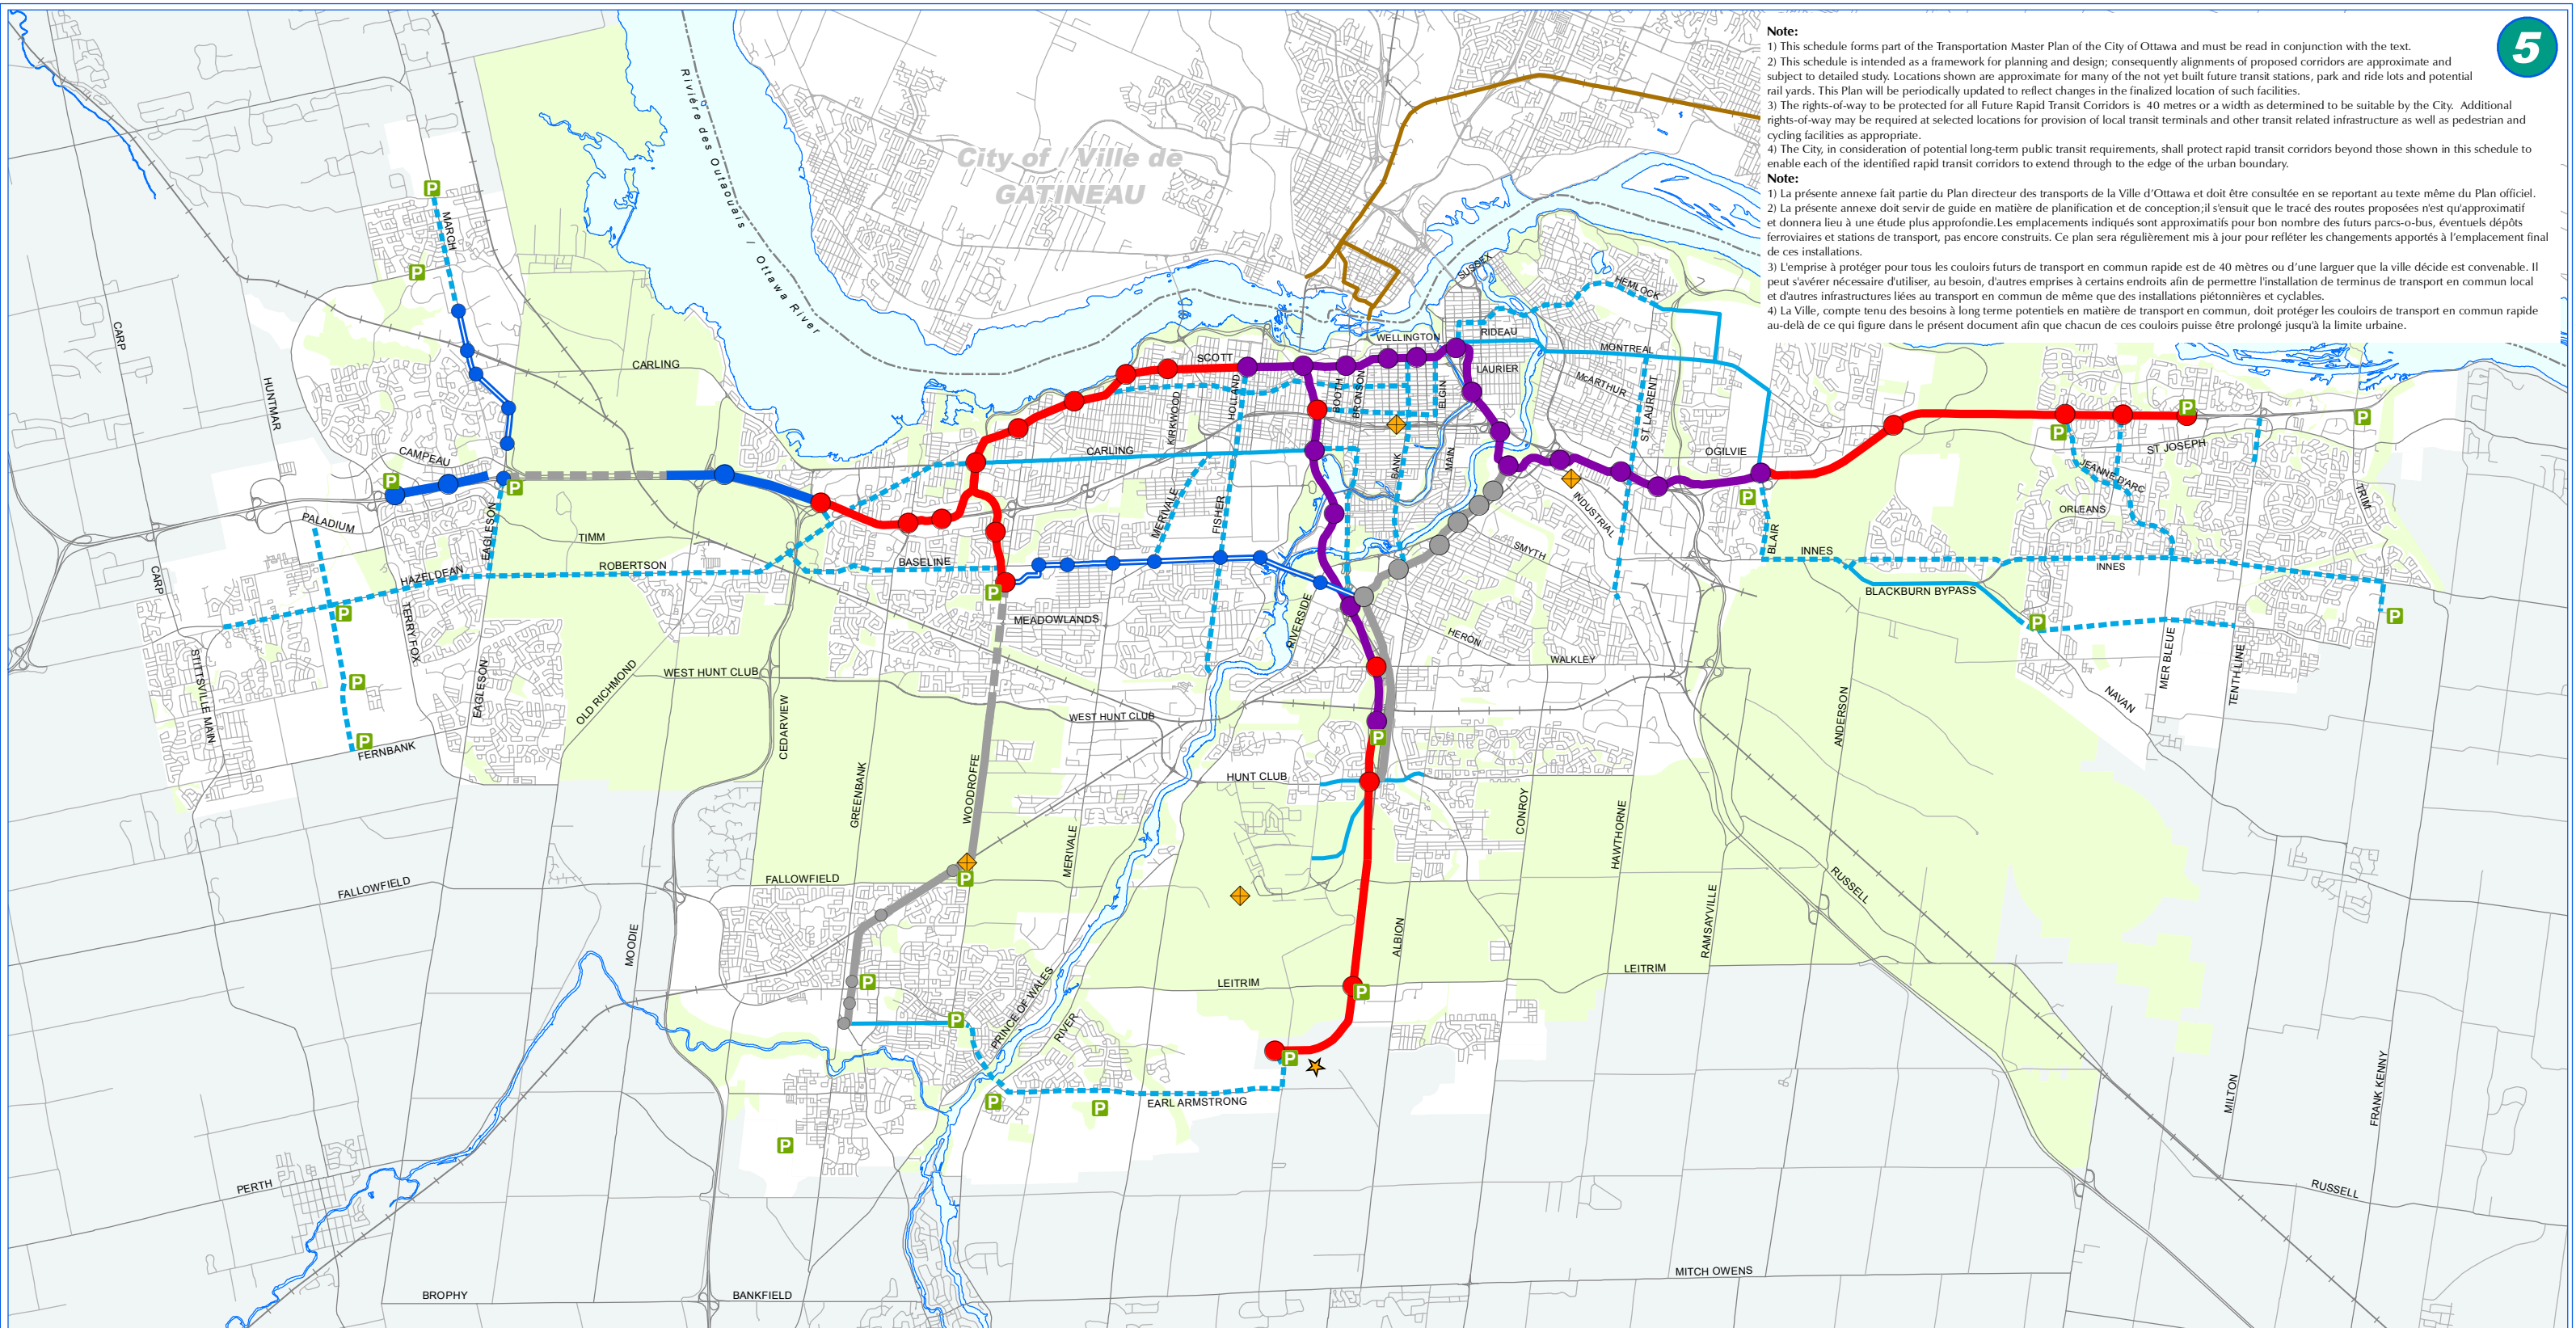 Note:
1) This schedule forms part of the Transportation Master Plan of the City of Ottawa and must be read in conjunction with the text.
2) This schedule is intended as a framework for planning and design; consequently alignments of proposed corridors are approximate and
subject to detailed study. Locations shown are approximate for many of the not yet built future transit stations, park and ride lots and potential
rail yards. This Plan will be periodically updated to reflect changes in the finalized location of such facilities.
3) The rights-of-way to be protected for all Future Rapid Transit Corridors is 40 metres or a width as determined to be suitable by the City. Additional
rights-of-way may be required at selected locations for provision of local transit terminals and other transit related infrastructure as well as pedestrian and
cycling facilities as appropriate.
4) The City, in consideration of potential long-term public transit requirements, shall protect rapid transit corridors beyond those shown in this schedule to
enable each of the identified rapid transit corridors to extend through to the edge of the urban boundary.
Note:
1) La présente annexe fait partie du Plan directeur des transports de la Ville d'Ottawa et doit être consultée en se reportant au texte même du Plan officiel.
2) La présente annexe doit servir de guide en matière de planification et de conception;il s'ensuit que le tracé des routes proposées n'est qu'approximatif
et donnera lieu à une étude plus approfondie.Les emplacements indiqués sont approximatifs pour bon nombre des futurs parcs-o-bus, éventuels dépôts
ferroviaires et stations de transport, pas encore construits. Ce plan sera régulièrement mis à jour pour refléter les changements apportés à l'emplacement final
de ces installations.
3) L'emprise à protéger pour tous les couloirs futurs de transport en commun rapide est de 40 mètres ou d'une larguer que la ville décide est convenable. Il
peut s'avérer nécessaire d'utiliser, au besoin, d'autres emprises à certains endroits afin de permettre l'installation de terminus de transport en commun local
et d'autres infrastructures liées au transport en commun de même que des installations piétonnières et cyclables.
4) La Ville, compte tenu des besoins à long terme potentiels en matière de transport en commun, doit protéger les couloirs de transport en commun rapide
au-delà de ce qui figure dans le présent document afin que chacun de ces couloirs puisse être prolongé jusqu'à la limite urbaine.
5
City of / Ville de
GATINEAU
Rivière des Outaouais / Ottawa River
P
MARCH
P
CARP
HUNTMAR
CARLING
CAMPEAU
P
P
PALADIUM
EAGLESON
TIMM
CARP
HAZELDEAN
ROBERTSON
P
TERRY FOX
STITTSVILLE MAIN
EAGLESON
P
P
FERNBANK
OLD RICHMOND
WEST HUNT CLUB
CEDARVIEW
SCOTT
WELLINGTON
SUSSEX
HEMLOCK
RIDEAU
MONTREAL
LAURIER
McARTHUR
ST LAURENT
KIRKWOOD
HOLLAND
BOOTH
BRONSON
ELGIN
CARLING
BANK
MAIN
MERIVALE
FISHER
INDUSTRIAL
OGILVIE
P
BLAIR
BASELINE
P
MEADOWLANDS
RIVERSIDE
SMYTH
HERON
WALKLEY
WEST HUNT CLUB
P
HUNT CLUB
P
P
P
ST JOSEPH
JEANNE D'ARC
ORLEANS
TRIM
INNES
INNES
BLACKBURN BYPASS
P
P
MER BLEUE
TENTH LINE
NAVAN
ANDERSON
GREENBANK
WOODROFFE
MERIVALE
CONROY
HAWTHORNE
RAMSAYVILLE
RUSSELL
FALLOWFIELD
FALLOWFIELD
P
MOODIE
ALBION
P
LEITRIM
P
LEITRIM
P
PRINCE OF WALES
RIVER
P
P
P
EARL ARMSTRONG
P
MILTON
FRANK KENNY
PERTH
RUSSELL
MITCH OWENS
BROPHY
BANKFIELD